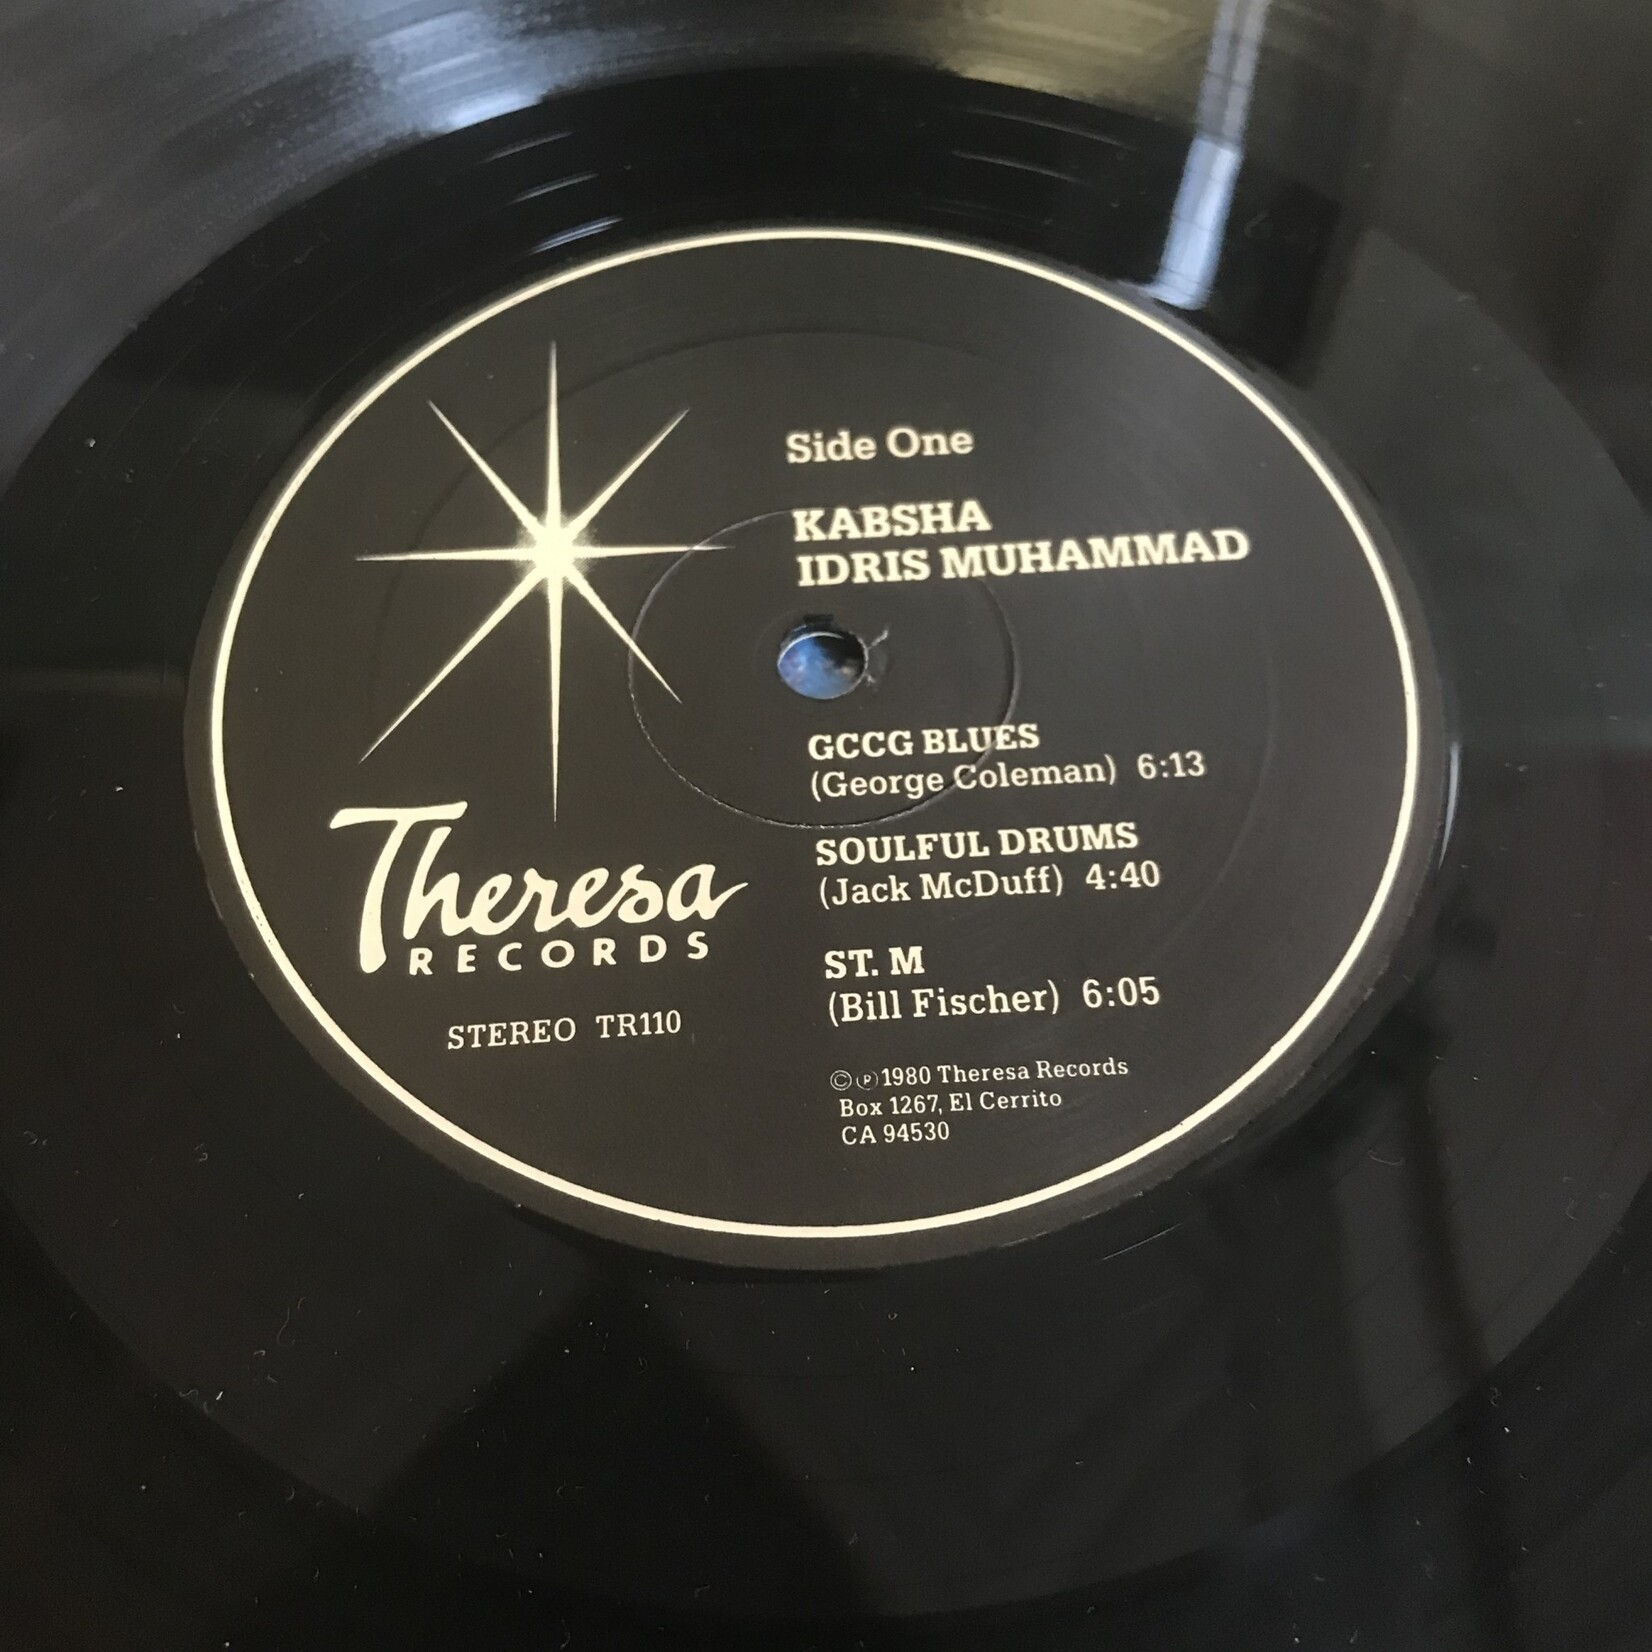 Side One
KABSHA
IDRIS MUHAMMAD
GCCG BLUES
(George Coleman) 6:13
SOULFUL DRUMS
(Jack McDuff) 4:40
ST. M
(Bill Fischer) 6:05
©℗1980 Theresa Records
Box 1267, El Cerrito
CA 94530
Theresa
RECORDS
STEREO TR110